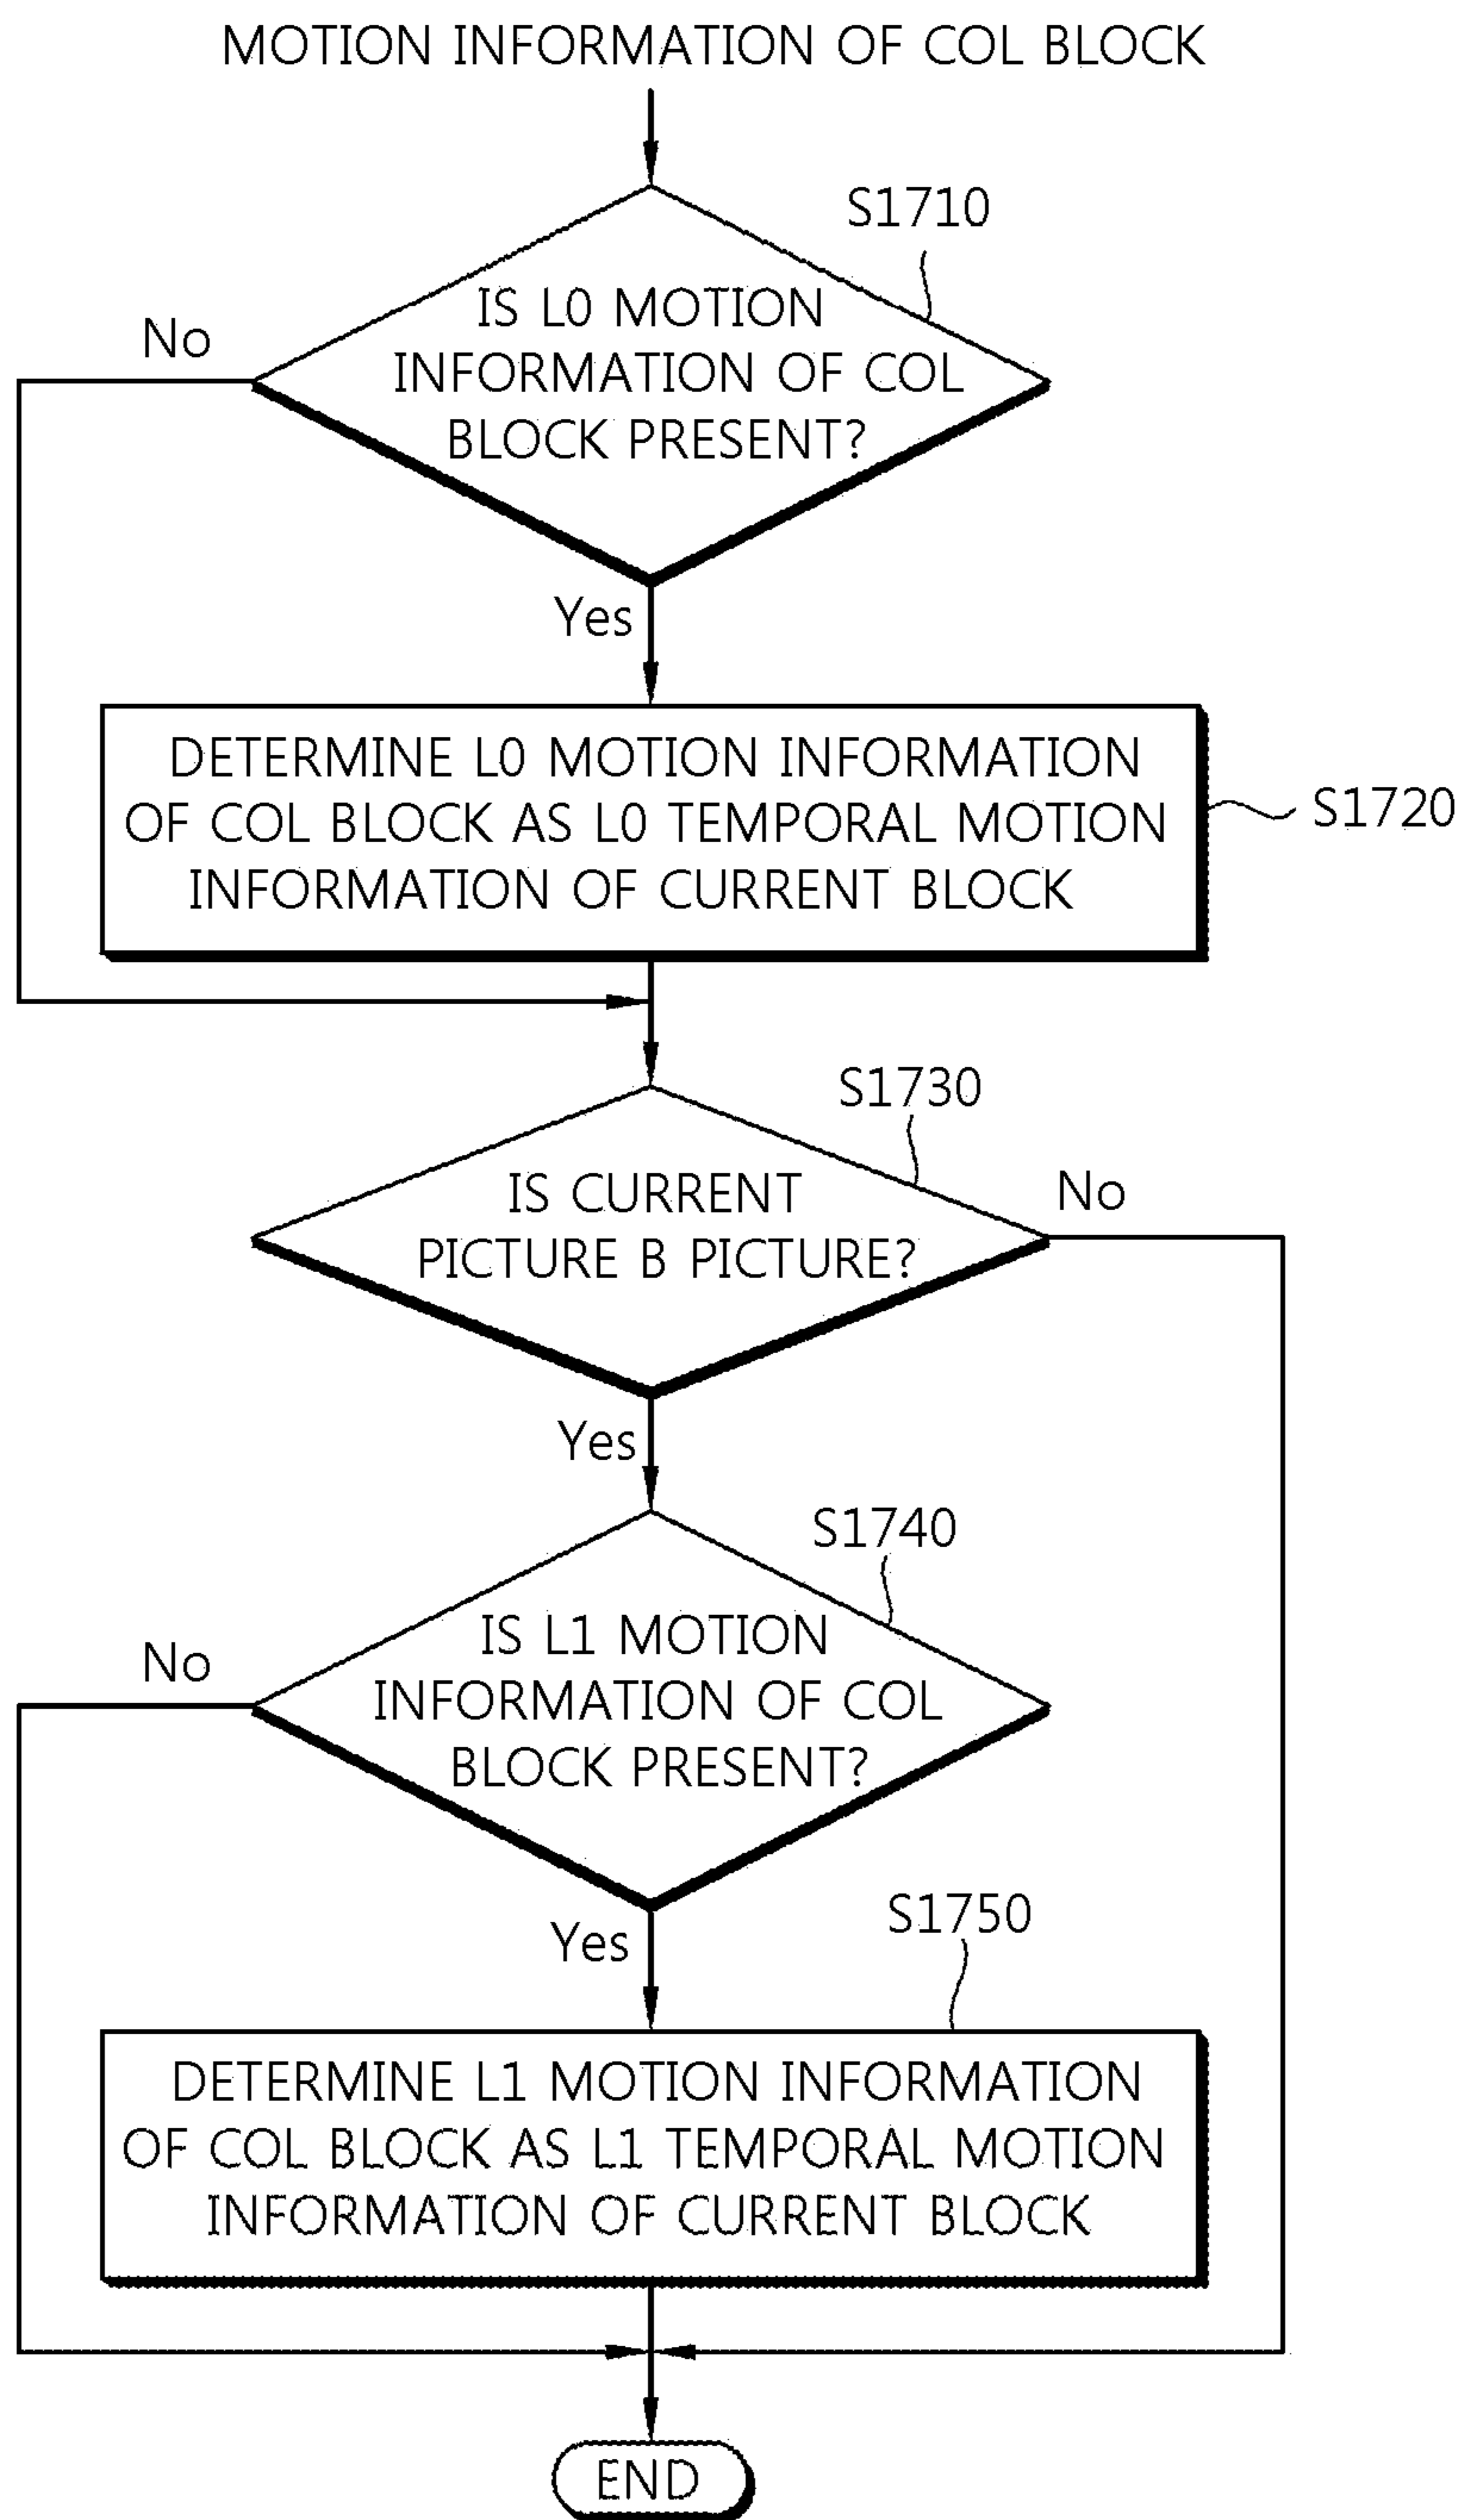 MOTION INFORMATION OF COL BLOCK
S1710
IS L0 MOTION
No
INFORMATION OF COL
BLOCK PRESENT?
Yes
DETERMINE L0 MOTION INFORMATION
OF COL BLOCK AS L0 TEMPORAL MOTION
INFORMATION OF CURRENT BLOCK
S1720
S1730
IS CURRENT
PICTURE B PICTURE?
No
Yes
S1740
IS L1 MOTION
No
INFORMATION OF COL
BLOCK PRESENT?
S1750
Yes
DETERMINE L1 MOTION INFORMATION
OF COL BLOCK AS L1 TEMPORAL MOTION
INFORMATION OF CURRENT BLOCK
END